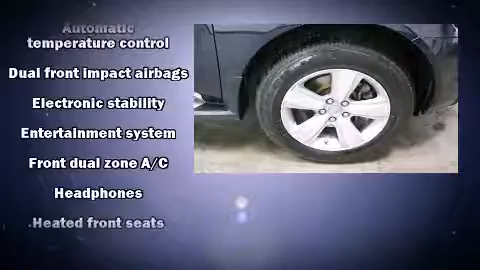 Automatic
temperature control
Dual front impact airbags
Electronic stability
Entertainment system
Front dual zone A/C
Headphones
Heated front seats